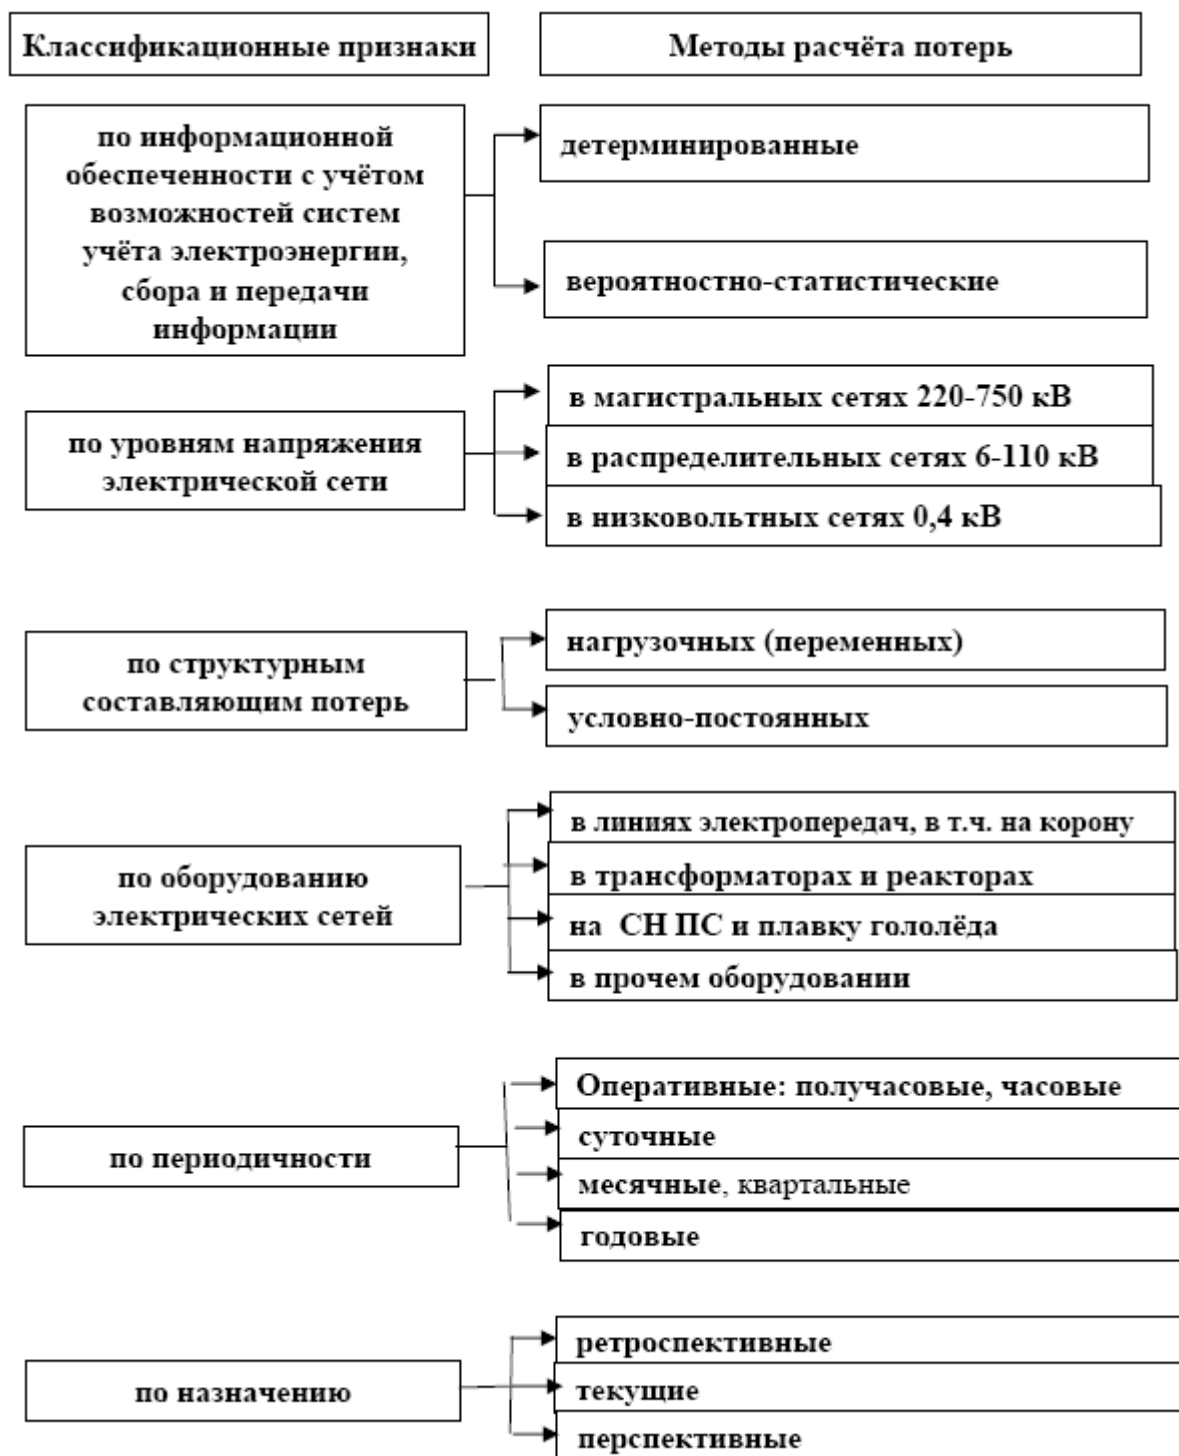 Классификационные признаки
Методы расчёта потерь
по информационной
обеспеченности с учётом
возможностей систем
учёта электроэнергии,
сбора и передачи
информации
детерминированные
вероятностно-статистические
по уровням напряжения
электрической сети
в магистральных сетях 220-750 кВ
в распределительных сетях 6-110 кВ
в низковольтных сетях 0,4 кВ
по структурным
составляющим потерь
нагрузочных (переменных)
условно-постоянных
по оборудованию
электрических сетей
в линиях электропередач, в т.ч. на корону
в трансформаторах и реакторах
на СН ПС и плавку гололёда
в прочем оборудовании
по периодичности
Оперативные: получасовые, часовые
суточные
месячные, квартальные
годовые
по назначению
ретроспективные
текущие
перспективные